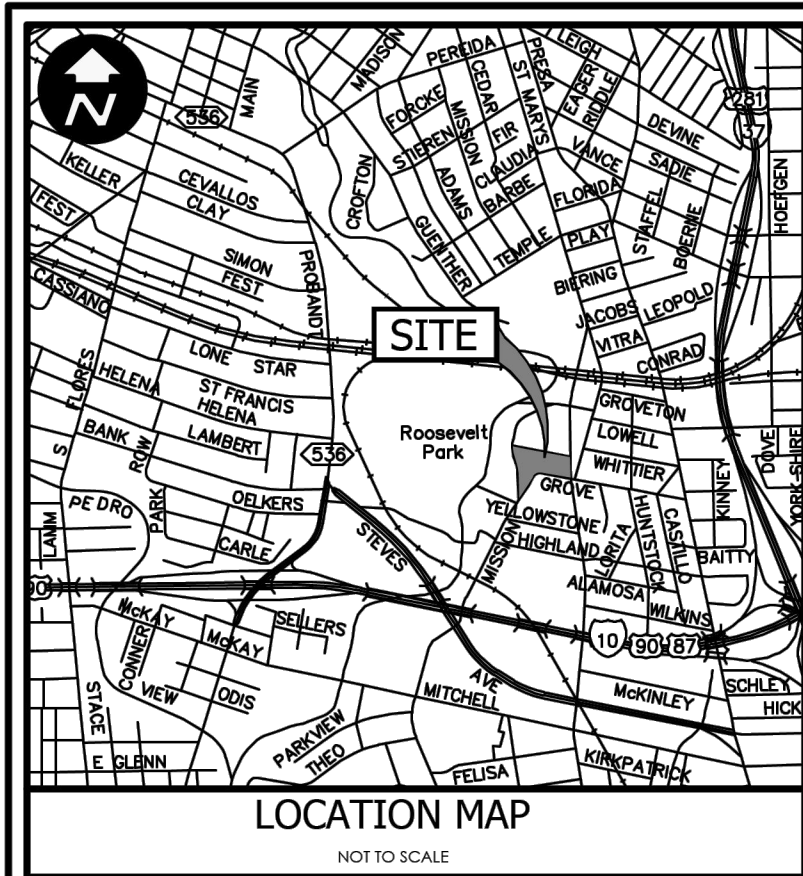 N
536
MAIN
MADISON
PEREIDA
PRESA
LEIGH
281
37
FORCKE
CEDAR
ST MARYS
EAGER
RIDDLE
DEVINE
MISSION
FIR
STIEREN
CLAUDIA
VANCE
SADIE
KELLER
CEVALLOS
CLAY
CROFTON
ADAMS
BARBE
FLORIDA
HOEFGEN
FEST
GUENTHER
TEMPLE
PLAY
STAFFEL
BOERNE
SIMON
FEST
PROBANDT
BIERING
CASSIANO
JACOBS
LEOPOLD
SITE
VITRA
LONE STAR
CONRAD
FLORES
HELENA
ST FRANCIS
HELENA
GROVETON
Roosevelt
Park
LOWELL
S
BANK
ROW
LAMBERT
536
WHITTIER
DOVE
YORK-SHIRE
KINNEY
PEDRO
PARK
OELKERS
GROVE
YELLOWSTONE
HUNTSTOCK
CASTILLO
LAMM
CARLE
STEVES
MISSION
HIGHLAND
LORITA
BAITTY
90
ALAMOSA
WILKINS
McKAY
McKAY
SELLERS
10
90
87
CONNER
AVE
MITCHELL
McKINLEY
SCHLEY
HICK
STACE
VIEW
ODIS
PARKVIEW
THEO
E GLENN
FELISA
KIRKPATRICK
LOCATION MAP
NOT TO SCALE